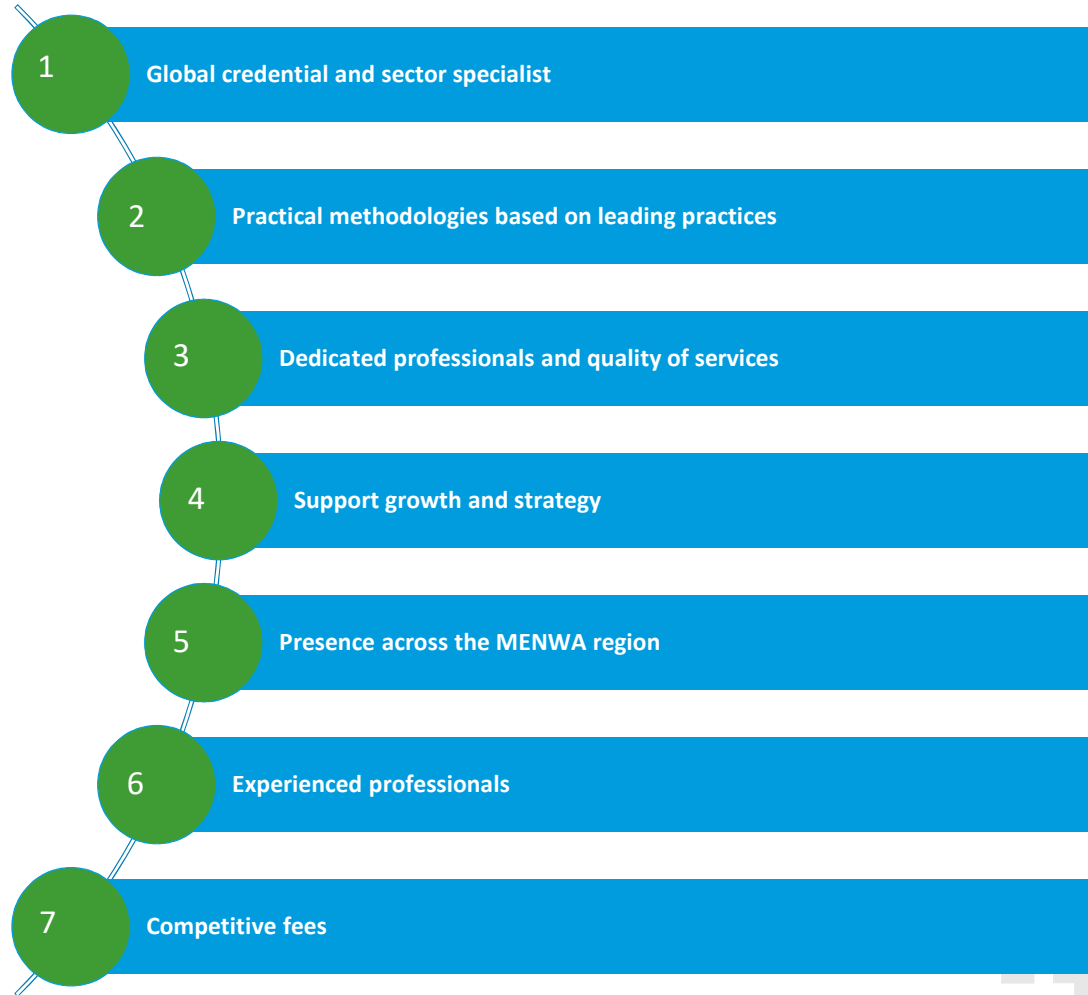 1
Global credential and sector specialist
2
Practical methodologies based on leading practices
3
Dedicated professionals and quality of services
4
Support growth and strategy
5
Presence across the MENWA region
6
Experienced professionals
7
Competitive fees